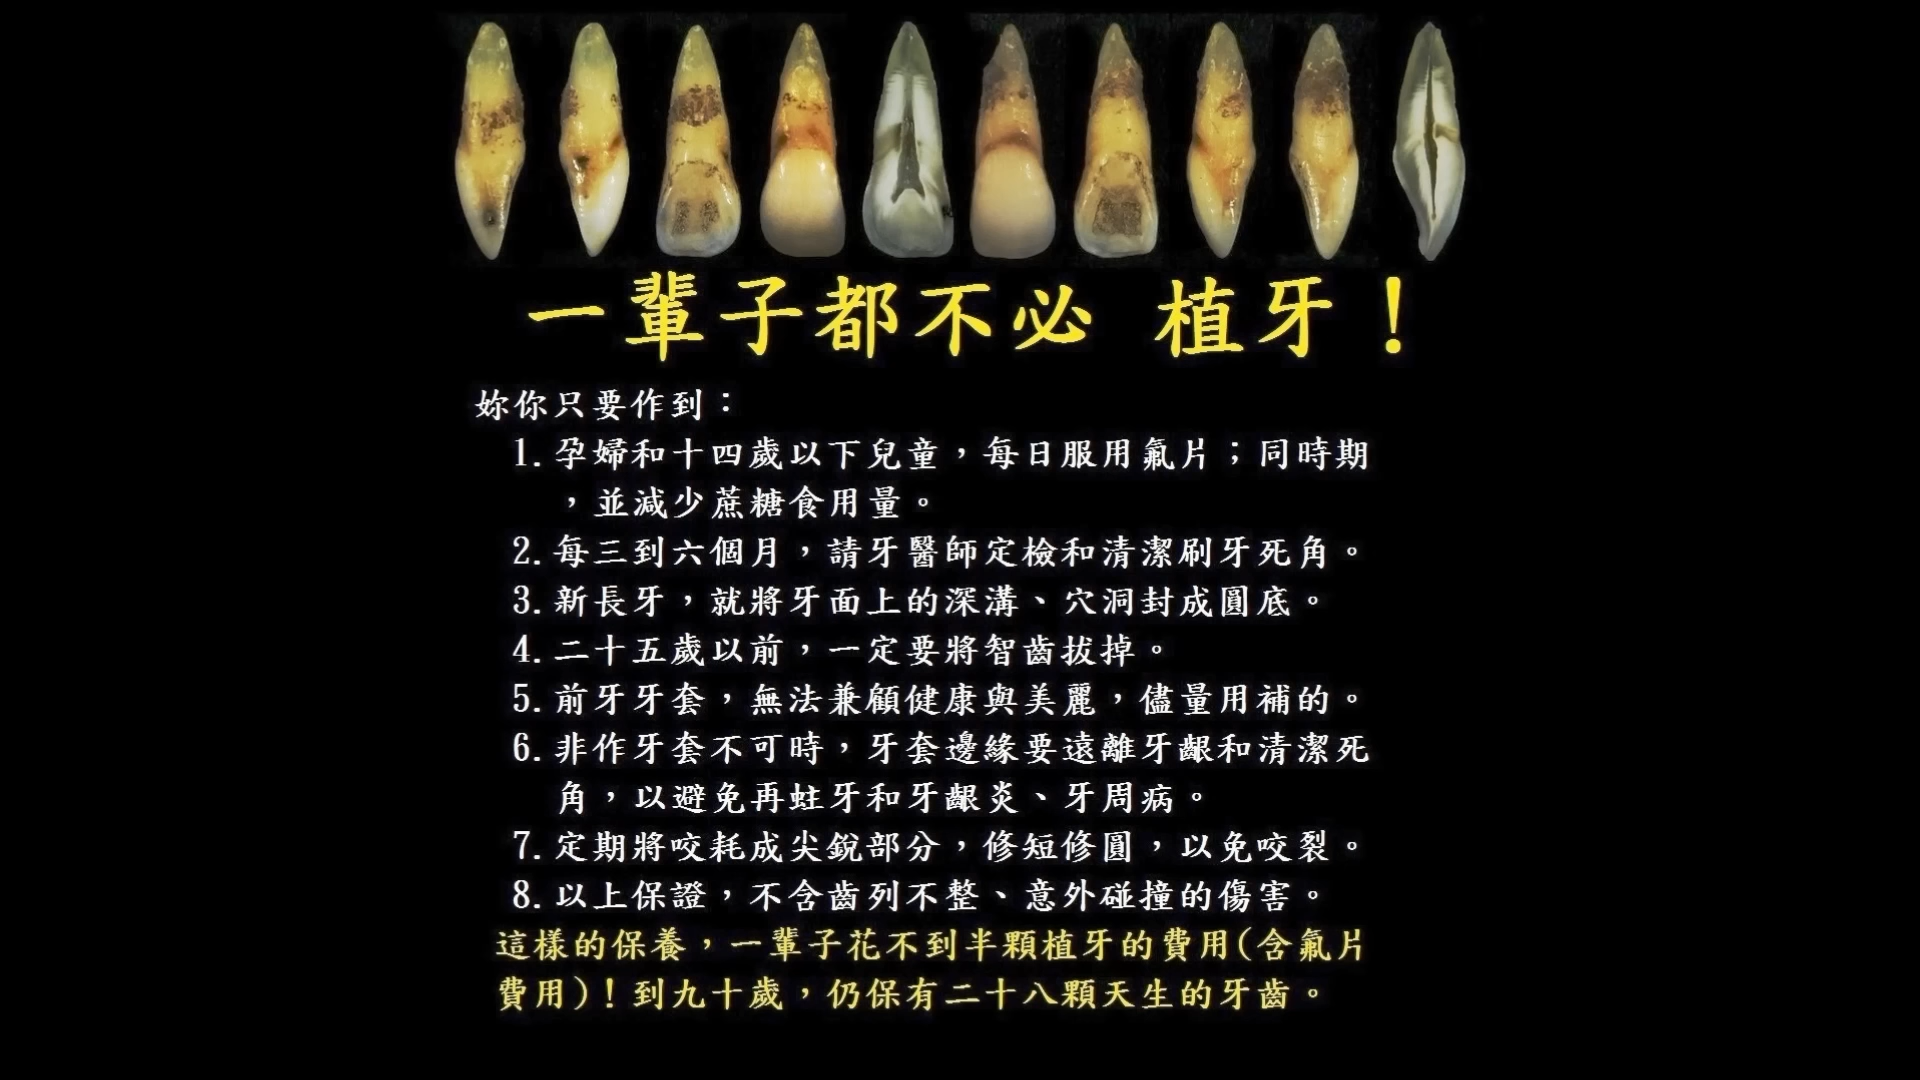 一輩子都不必 植牙！
妳你只要作到：
1.孕婦和十四歲以下兒童，每日服用氟片；同時期
，並減少蔗糖食用量。
2.每三到六個月，請牙醫師定檢和清潔刷牙死角。
3.新長牙，就將牙面上的深溝、穴洞封成圓底。
4.二十五歲以前，一定要將智齒拔掉。
5.前牙牙套，無法兼顧健康與美麗，儘量用補的。
6.非作牙套不可時，牙套邊緣要遠離牙齦和清潔死
角，以避免再蛀牙和牙齦炎、牙周病。
7.定期將咬耗成尖銳部分，修短修圓，以免咬裂。
8.以上保證，不含齒列不整、意外碰撞的傷害。
這樣的保養，一輩子花不到半顆植牙的費用(含氟片
費用)!到九十歲，仍保有二十八顆天生的牙齒。